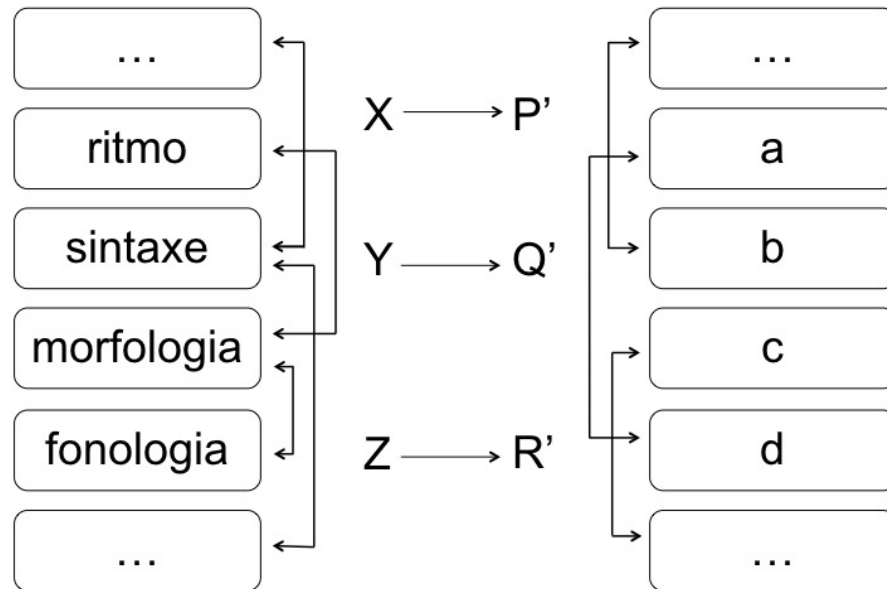 ...
ritmo
sintaxe
morfologia
fonologia
...
X P’
Y Q’
Z R’
...
a
b
c
d
...